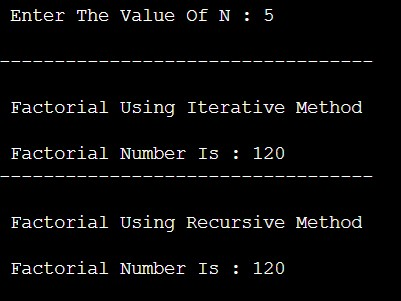 Enter The Value Of N : 5
----------------------------------
Factorial Using Iterative Method
Factorial Number Is : 120
----------------------------------
Factorial Using Recursive Method
Factorial Number Is : 120